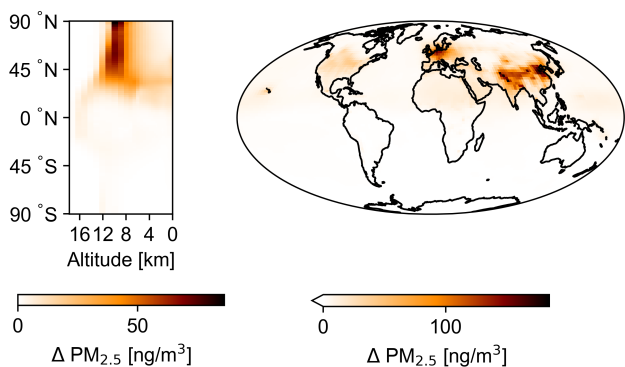 90 °N
45 °N
0 °N
45 °S
90 °S
16 12 8 4 0
Altitude [km]
0 50
Δ PM2.5 [ng/m³]
0 100
Δ PM2.5 [ng/m³]